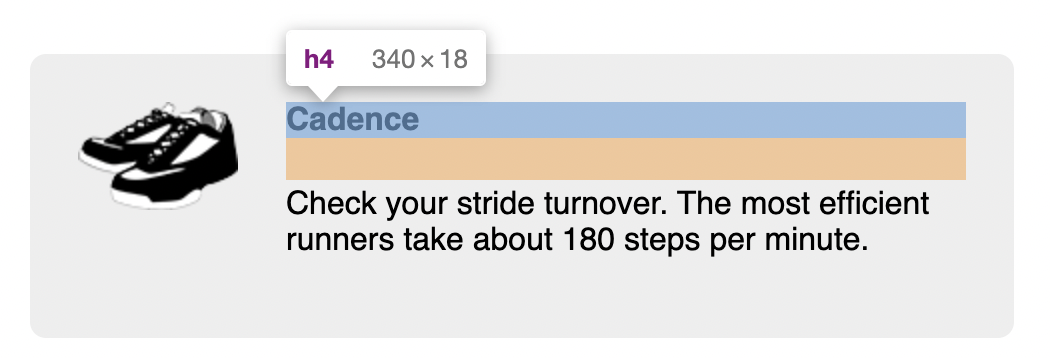 h4 340 × 18
Cadence
Check your stride turnover. The most efficient
runners take about 180 steps per minute.